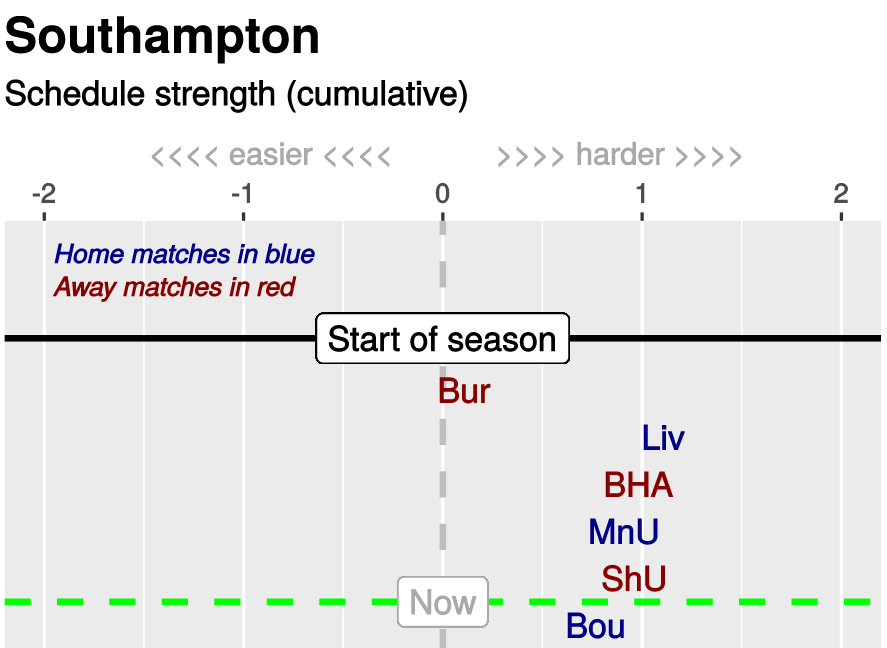 Southampton
Schedule strength (cumulative)
<<<< easier <<<< >>>> harder >>>>
-2 -1 0 1 2
Home matches in blue
Away matches in red
Start of season
Bur
Liv
BHA
MnU
ShU
Now
Bou